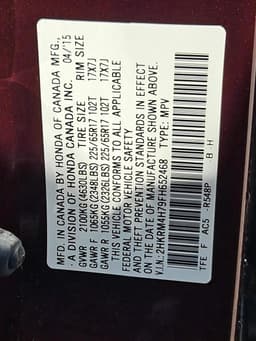 MFD. IN CANADA BY HONDA OF CANADA MFG.,
- A DIVISION OF HONDA CANADA INC. 04/15
TIRE SIZE RIM SIZE
GVWR 2100KG(4630LBS)
GAWR F 1065KG(2348LBS) 225/65R17 102T 17X7J
GAWR R 1055KG(2326LBS) 225/65R17 102T 17X7J
THIS VEHICLE CONFORMS TO ALL APPLICABLE
FEDERAL MOTOR VEHICLE SAFETY
AND THEFT PREVENTION STANDARDS IN EFFECT
ON THE DATE OF MANUFACTURE SHOWN ABOVE.
V.I.N.: 2HKRM4H79FH652468 TYPE: MPV
TFE F AC5 R548P B H